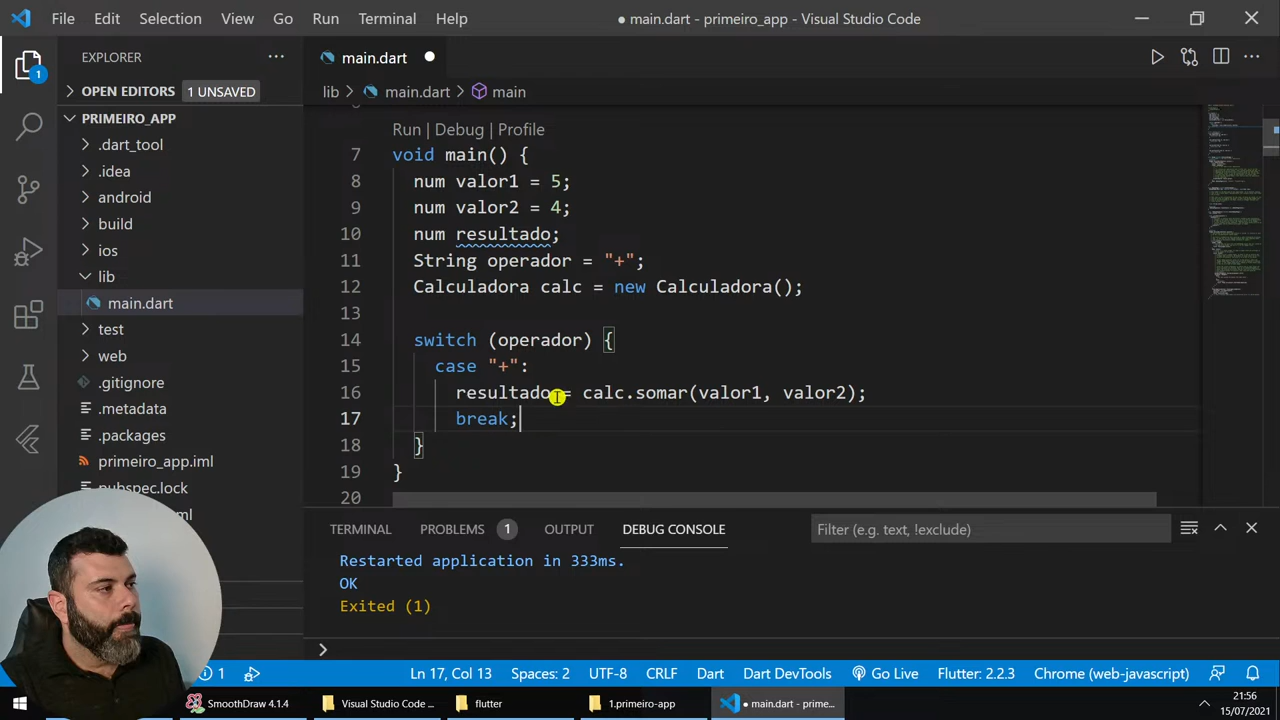 File Edit Selection View Go Run Terminal Help
● main.dart - primeiro_app - Visual Studio Code
EXPLORER
main.dart
OPEN EDITORS 1 UNSAVED
lib > main.dart > main
PRIMEIRO_APP
.dart_tool
.idea
android
build
ios
lib
main.dart
test
web
.gitignore
.metadata
.packages
primeiro_app.iml
pubspec.lock
1
Run | Debug | Profile
7 void main() {
8 num valor1 = 5;
9 num valor2 = 4;
10 num resultado;
11 String operador = "+";
12 Calculadora calc = new Calculadora();
13
14 switch (operador) {
15 case "+":
16 resultado = calc.somar(valor1, valor2);
17 break;
18 }
19 }
20
TERMINAL PROBLEMS 1 OUTPUT DEBUG CONSOLE
Filter (e.g. text, !exclude)
Restarted application in 333ms.
OK
Exited (1)
1 Ln 17, Col 13 Spaces: 2 UTF-8 CRLF Dart Dart DevTools Go Live Flutter: 2.2.3 Chrome (web-javascript)
SmoothDraw 4.1.4 Visual Studio Code ... flutter 1.primeiro-app ● main.dart - prime...
21:56
15/07/2021